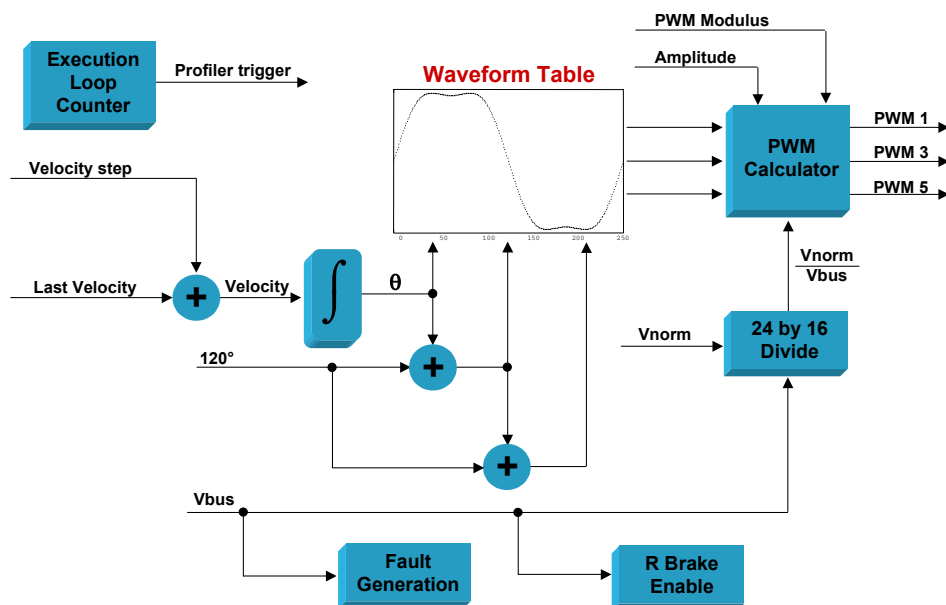 Execution
Loop
Counter
Profiler trigger
PWM Modulus
Amplitude
Waveform Table
0 50 100 150 200 250
PWM
Calculator
PWM 1
PWM 3
PWM 5
Velocity step
Last Velocity
+
Velocity
∫
θ
Vnorm
Vbus
Vnorm
24 by 16
Divide
120°
+
+
Vbus
Fault
Generation
R Brake
Enable